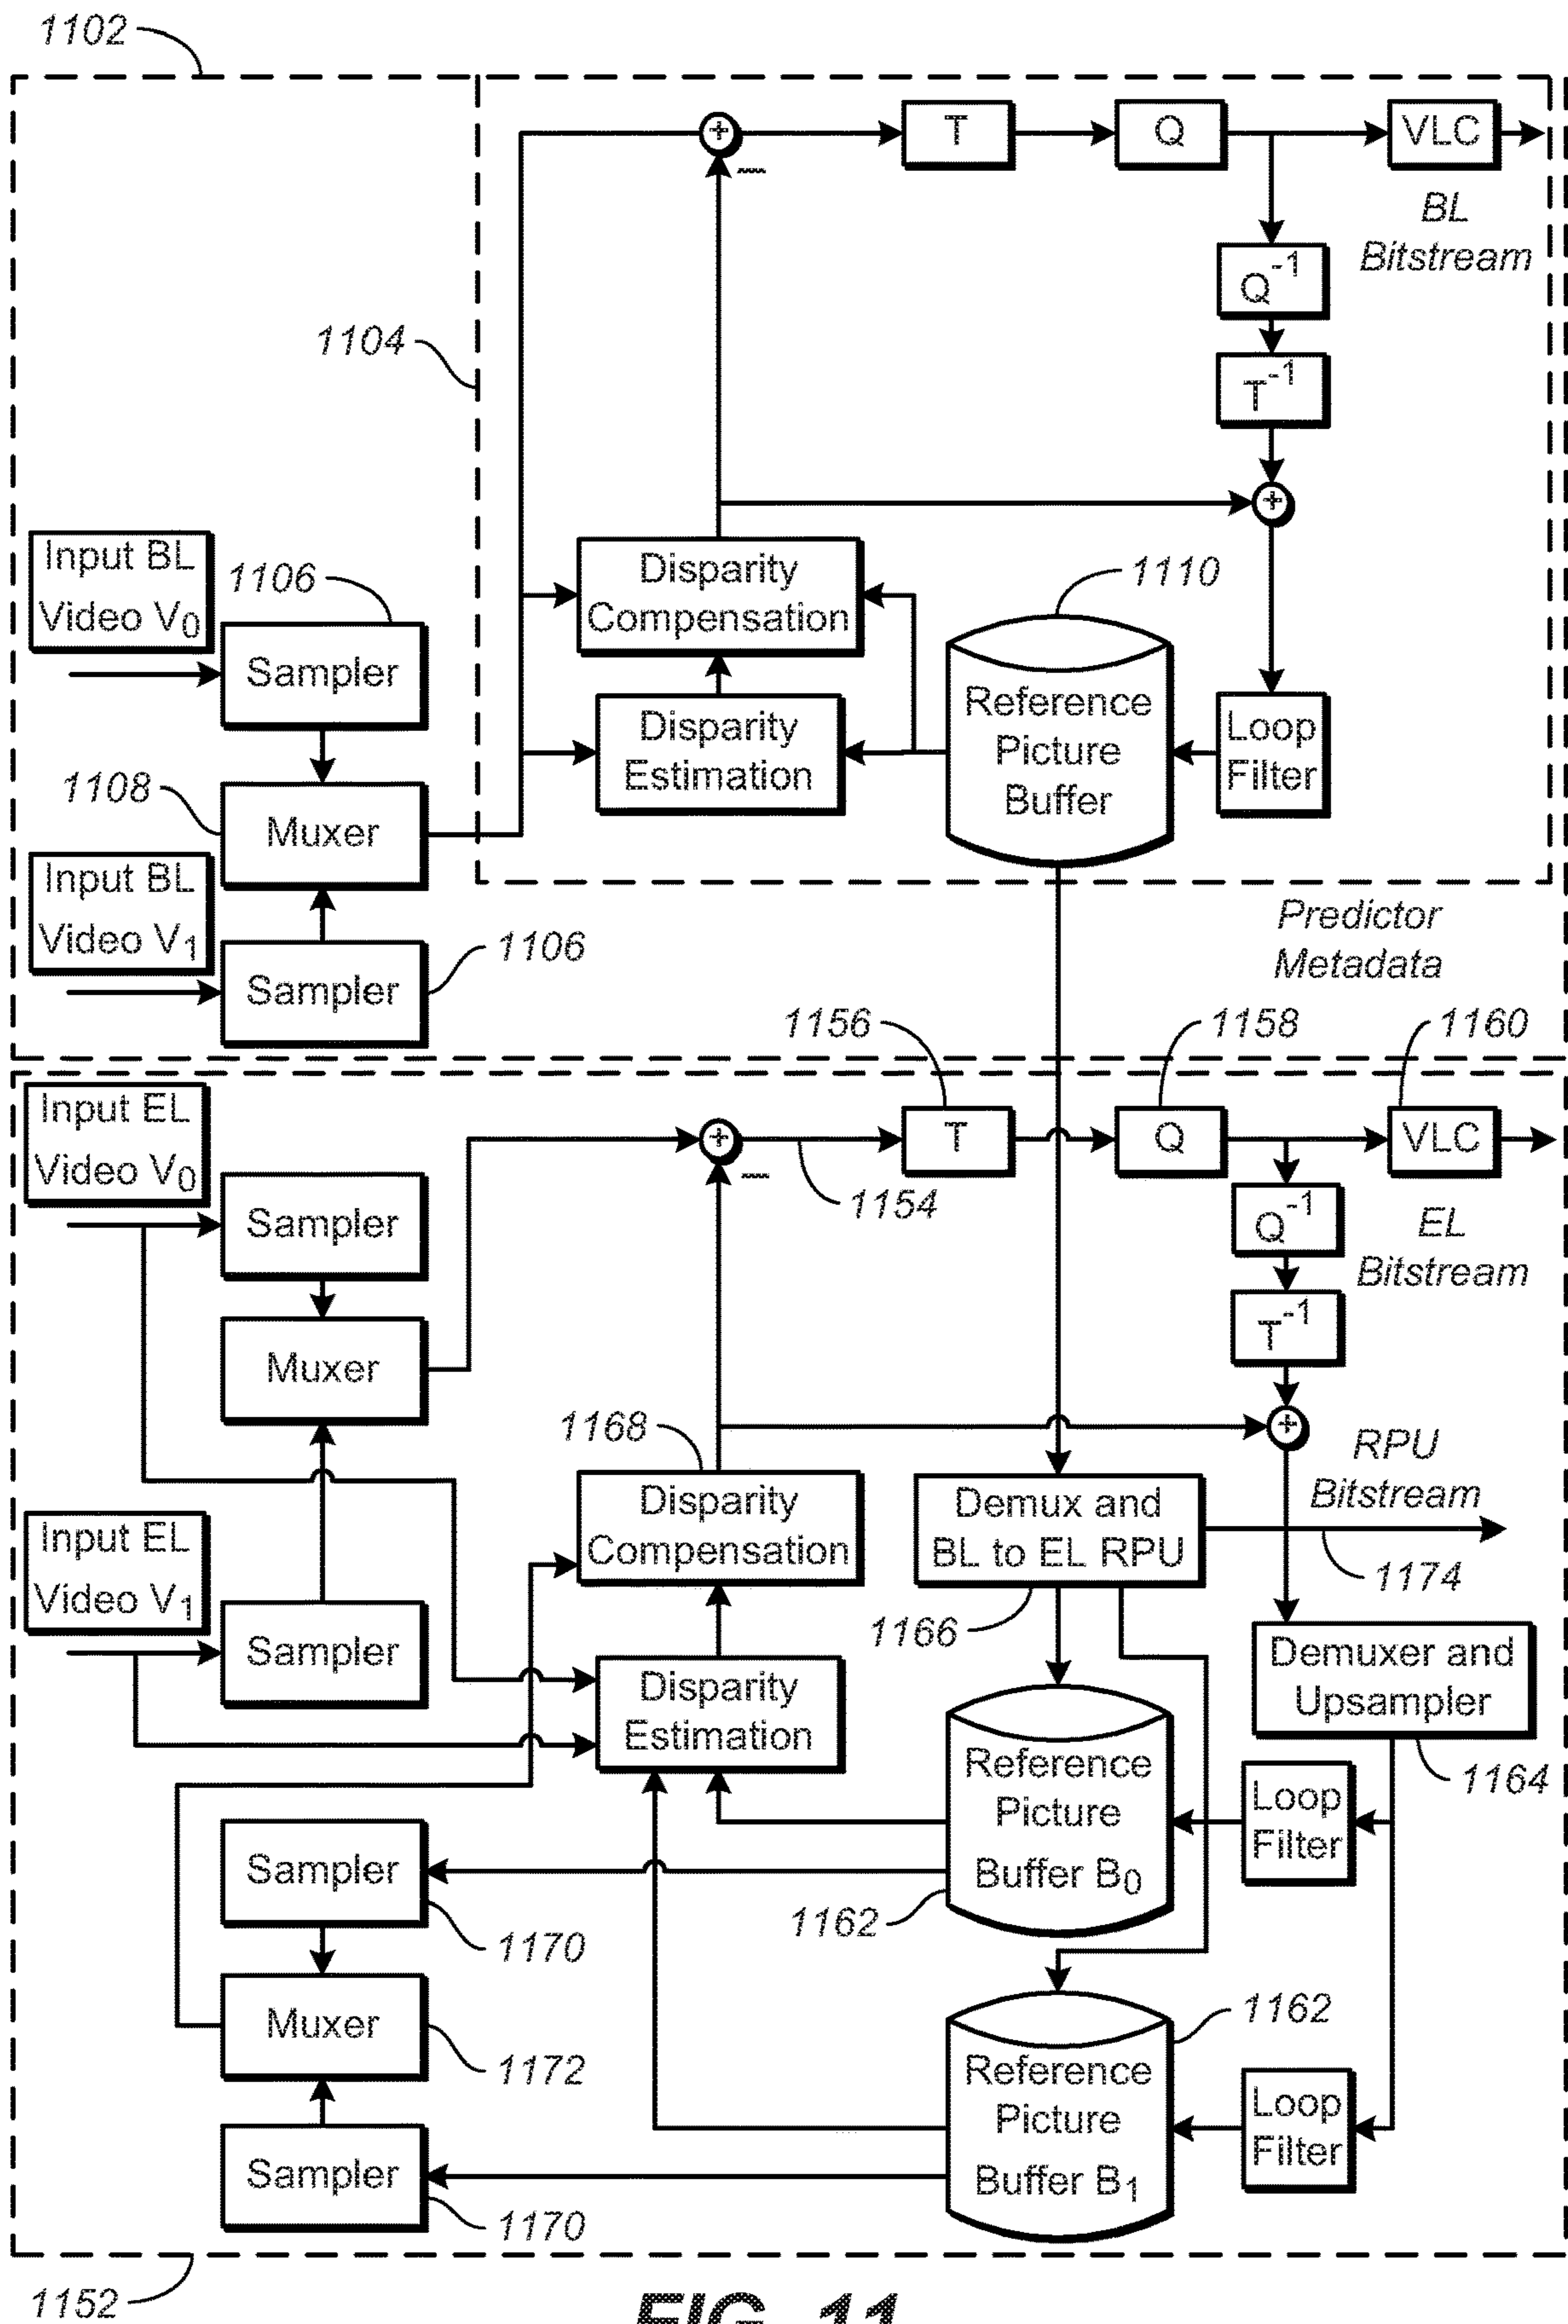 1102
T
Q
VLC
BL
Bitstream
Q-1
T-1
1104
Input BL
Video V0
1106
Sampler
Disparity
Compensation
1110
1108
Muxer
Disparity
Estimation
Reference
Picture
Buffer
Loop
Filter
Input BL
Video V1
Sampler
1106
Predictor
Metadata
1156
1158
1160
Input EL
Video V0
Sampler
T
Q
VLC
1154
Q-1
EL
Bitstream
T-1
Muxer
1168
RPU
Bitstream
Disparity
Compensation
Demux and
BL to EL RPU
1174
1166
Input EL
Video V1
Sampler
Disparity
Estimation
Demuxer and
Upsampler
1164
Reference
Picture
Buffer B0
1162
Loop
Filter
Sampler
1170
Muxer
1172
1162
Reference
Picture
Buffer B1
Loop
Filter
Sampler
1170
1152
FIG. 11